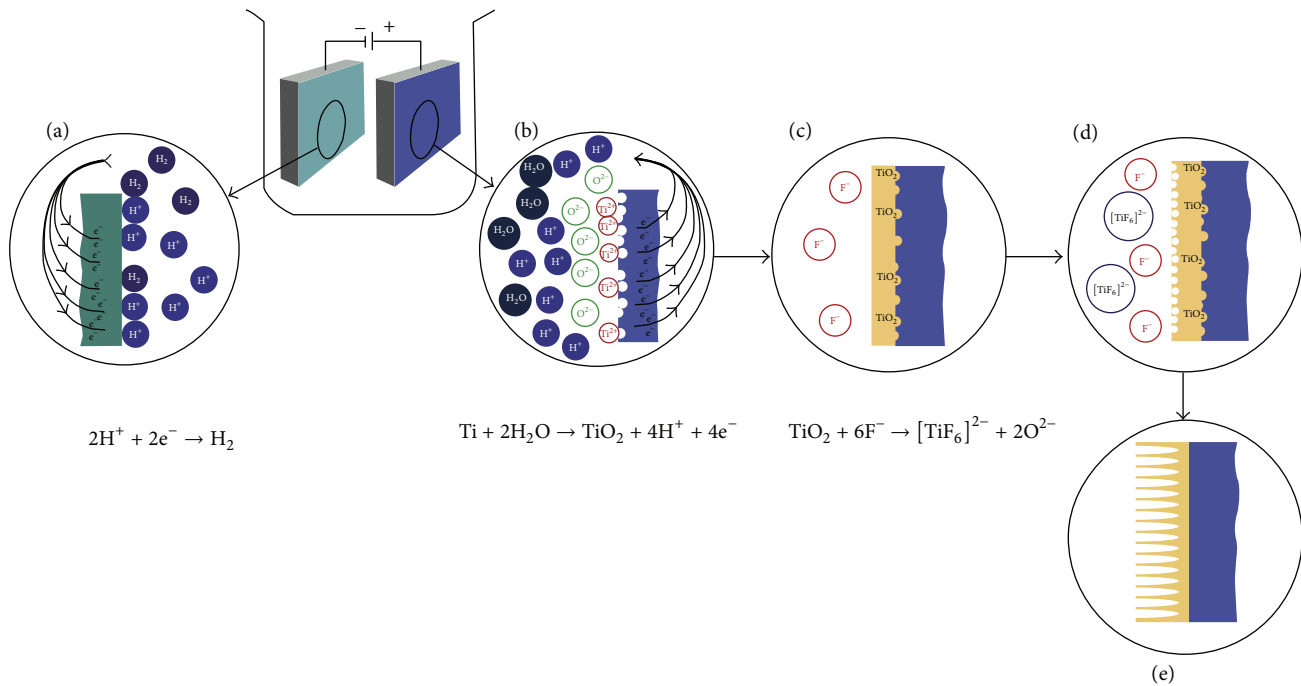 − +
(a)
H₂
H₂
H₂
H⁺
H⁺
H⁺
H₂
H⁺
H⁺
H⁺
H⁺
e⁻
e⁻
e⁻
e⁻
e⁻
e⁻
e⁻
e⁻
e⁻
2H⁺ + 2e⁻ → H₂
(b)
H⁺
H₂O
H⁺
O²⁻
H₂O
O²⁻
Ti²⁺
Ti²⁺
H₂O
H⁺
O²⁻
Ti²⁺
H⁺
H⁺
O²⁻
Ti²⁺
H₂O
H⁺
O²⁻
H⁺
H⁺
Ti²⁺
e⁻
e⁻
e⁻
e⁻
e⁻
e⁻
e⁻
e⁻
Ti + 2H₂O → TiO₂ + 4H⁺ + 4e⁻
(c)
F⁻
F⁻
F⁻
TiO₂
TiO₂
TiO₂
TiO₂
TiO₂ + 6F⁻ → [TiF₆]²⁻ + 2O²⁻
(d)
F⁻
[TiF₆]²⁻
F⁻
[TiF₆]²⁻
F⁻
TiO₂
TiO₂
TiO₂
TiO₂
(e)